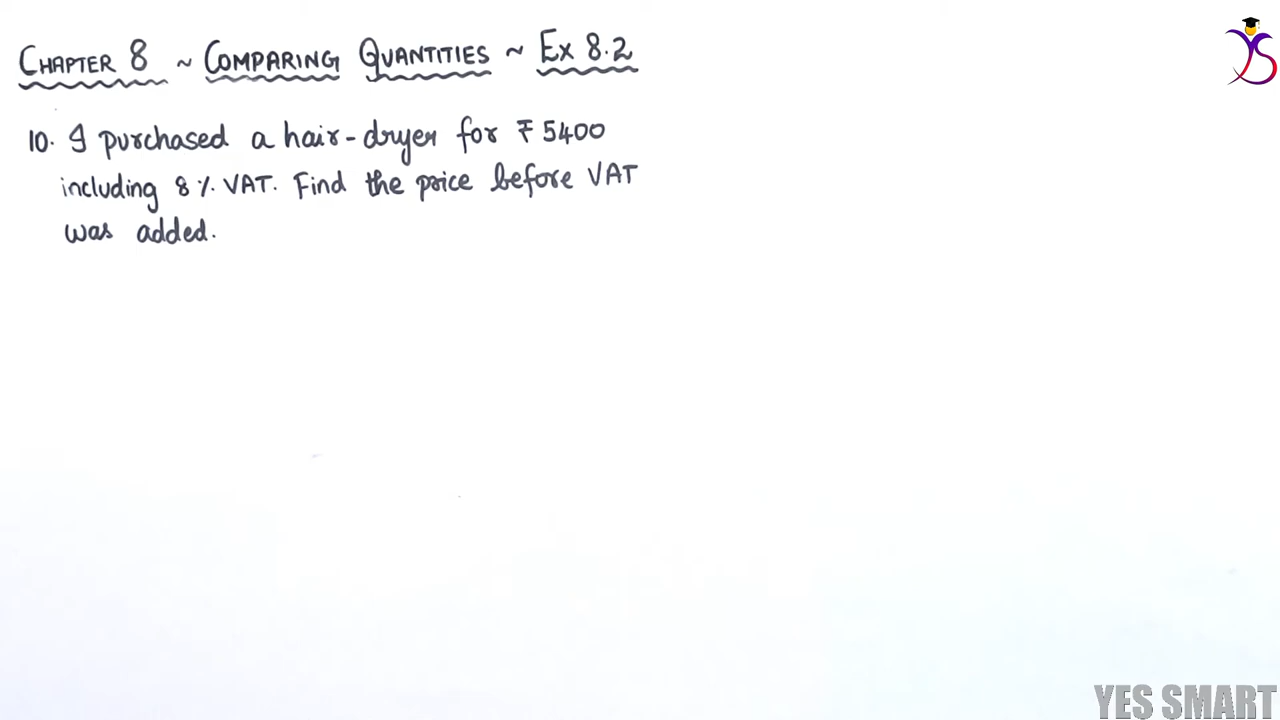 CHAPTER 8 ~ COMPARING QUANTITIES ~ EX 8.2
10. I purchased a hair-dryer for ₹ 5400
including 8 % VAT. Find the price before VAT
was added.
YES SMART